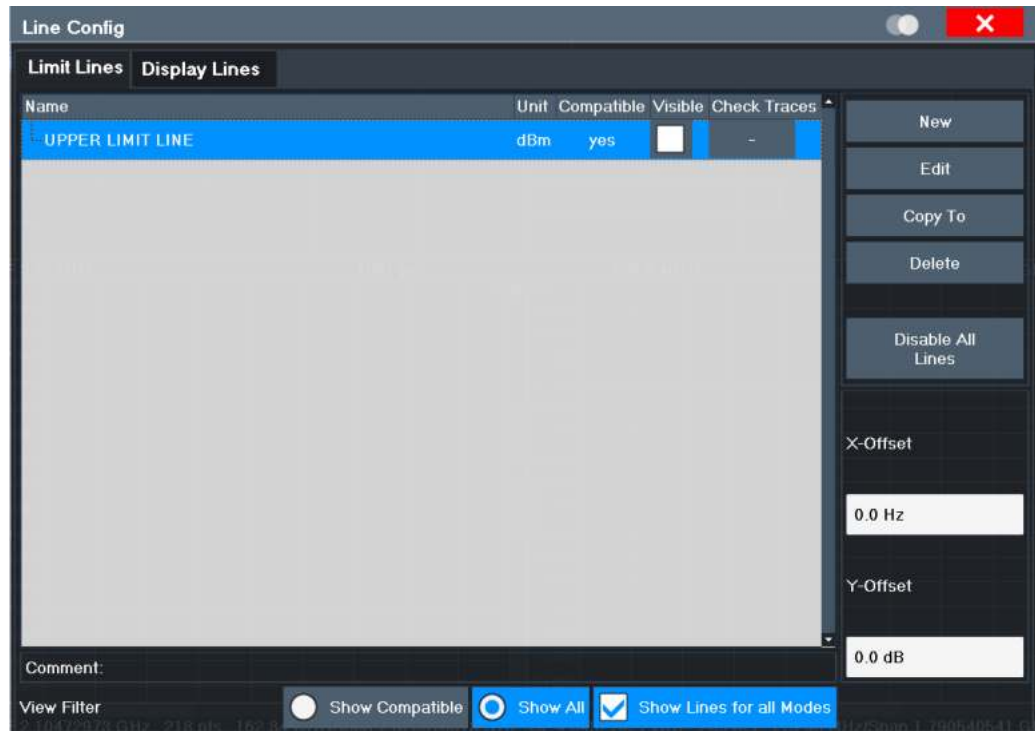 Line Config
Limit Lines
Display Lines
Name Unit Compatible Visible Check Traces
UPPER LIMIT LINE dBm yes -
New
Edit
Copy To
Delete
Disable All
Lines
X-Offset
0.0 Hz
Y-Offset
0.0 dB
Comment:
View Filter Show Compatible Show All Show Lines for all Modes